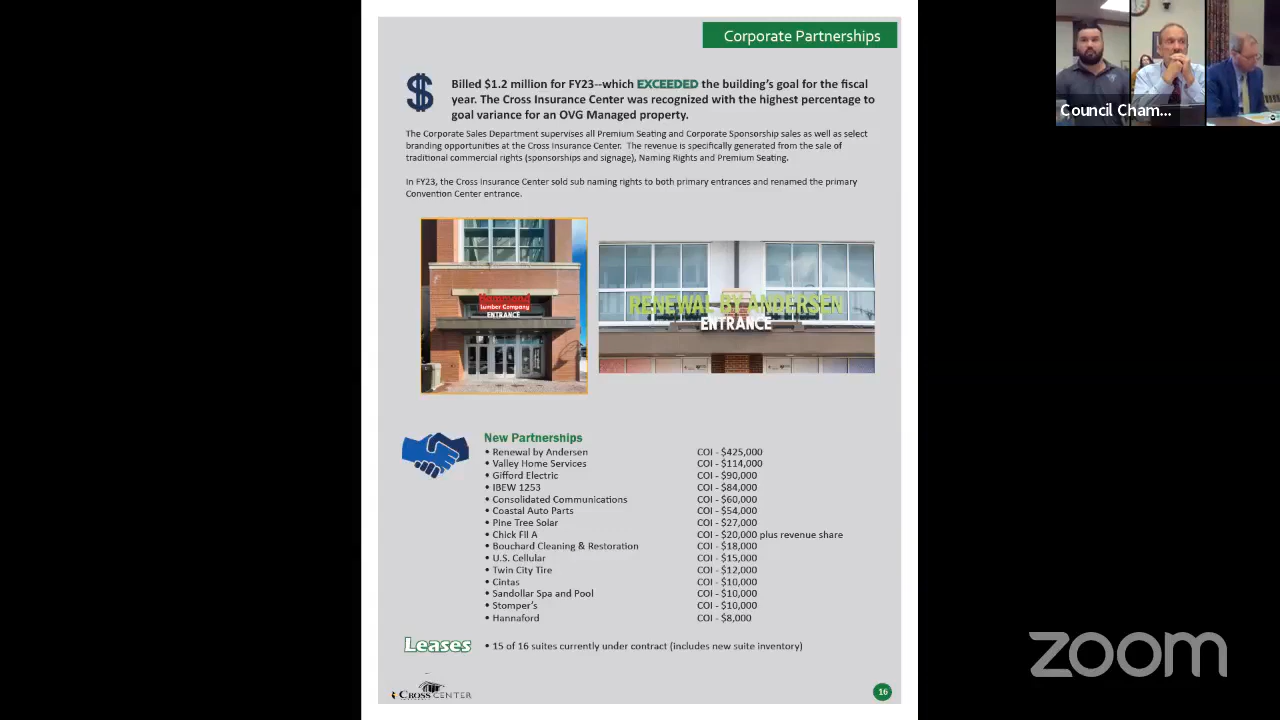 Corporate Partnerships
Billed $1.2 million for FY23--which EXCEEDED the building's goal for the fiscal
year. The Cross Insurance Center was recognized with the highest percentage to
goal variance for an OVG Managed property.
The Corporate Sales Department supervises all Premium Seating and Corporate Sponsorship sales as well as select
branding opportunities at the Cross Insurance Center. The revenue is specifically generated from the sale of
traditional commercial rights (sponsorships and signage), Naming Rights and Premium Seating.
In FY23, the Cross Insurance Center sold sub naming rights to both primary entrances and renamed the primary
Convention Center entrance.
Hammond
Lumber Company
ENTRANCE
RENEWAL BY ANDERSEN
ENTRANCE
New Partnerships
• Renewal by Andersen COI - $425,000
• Valley Home Services COI - $114,000
• Gifford Electric COI - $90,000
• IBEW 1253 COI - $84,000
• Consolidated Communications COI - $60,000
• Coastal Auto Parts COI - $54,000
• Pine Tree Solar COI - $27,000
• Chick Fil A COI - $20,000 plus revenue share
• Bouchard Cleaning & Restoration COI - $18,000
• U.S. Cellular COI - $15,000
• Twin City Tire COI - $12,000
• Cintas COI - $10,000
• Sandollar Spa and Pool COI - $10,000
• Stomper's COI - $10,000
• Hannaford COI - $8,000
Leases • 15 of 16 suites currently under contract (includes new suite inventory)
CROSS CENTER
16
Council Cham...
zoom